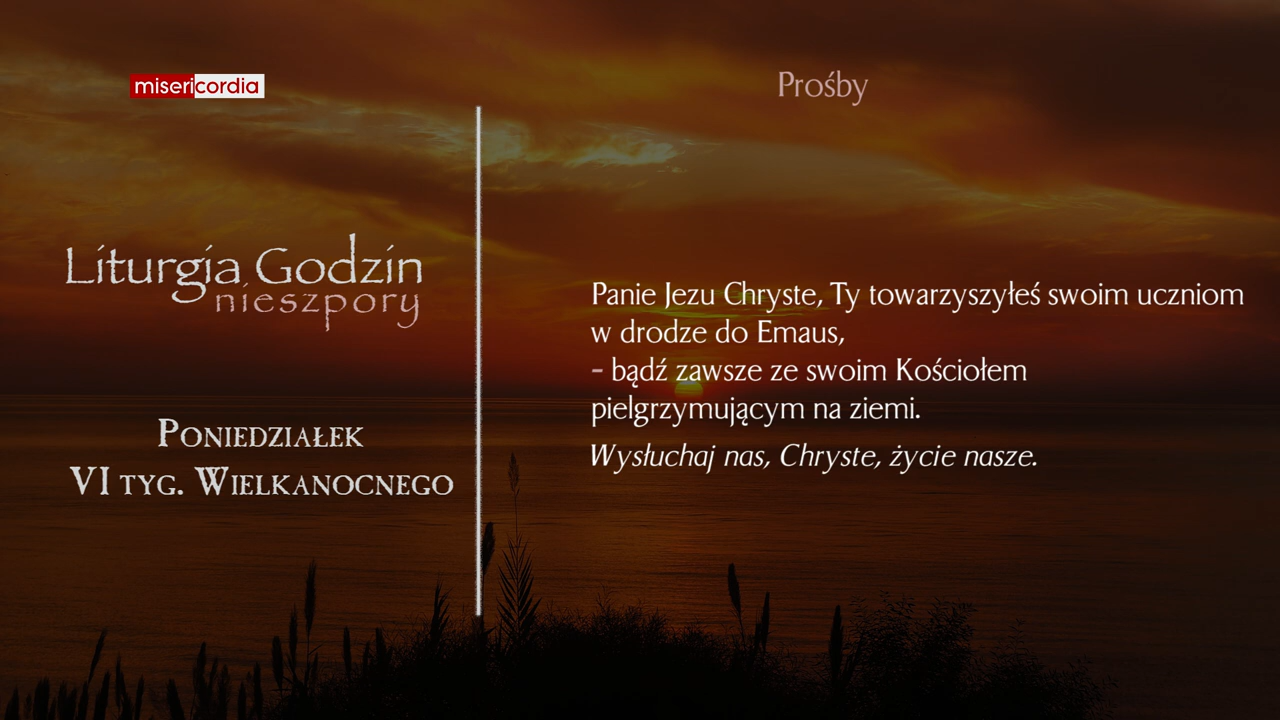 misericordia
Prośby
Liturgia Godzin
nieszpory
Poniedziałek
VI tyg. Wielkanocnego
Panie Jezu Chryste, Ty towarzyszyłeś swoim uczniom
w drodze do Emaus,
- bądź zawsze ze swoim Kościołem
pielgrzymującym na ziemi.
Wysłuchaj nas, Chryste, życie nasze.